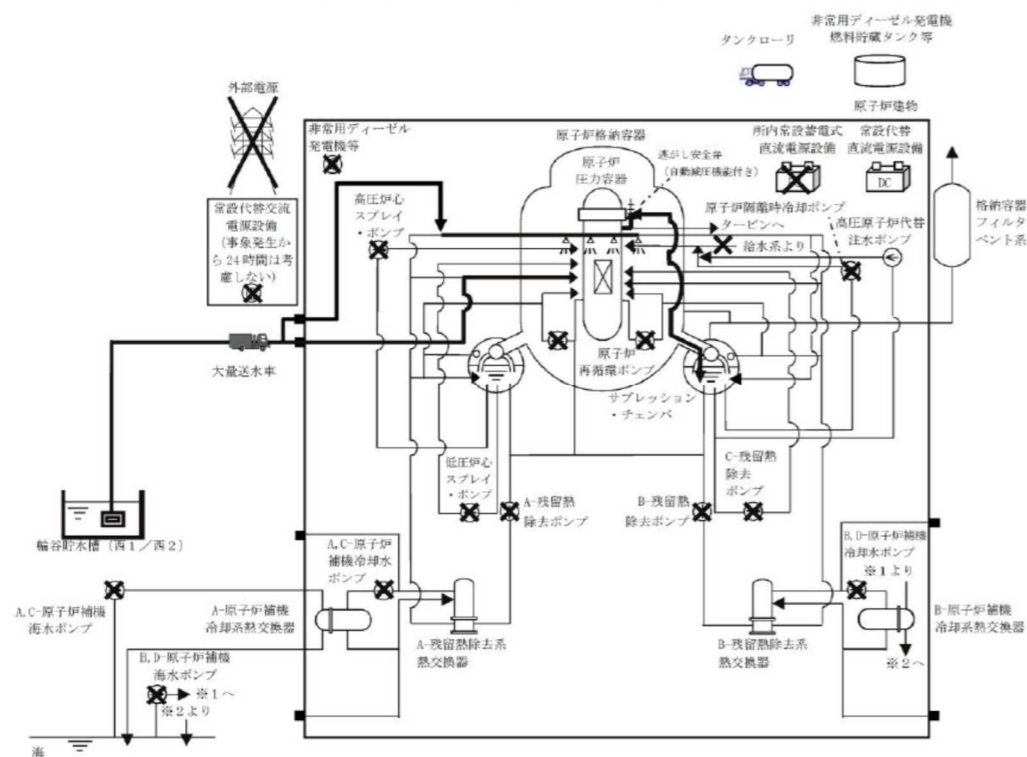 タンクローリ
非常用ディーゼル発電機
燃料貯蔵タンク等
外部電源
原子炉建物
非常用ディーゼル
発電機等
原子炉格納容器
原子炉
圧力容器
逃がし安全弁
(自動減圧機能付き)
所内常設蓄電式
直流電源設備
常設代替
直流電源設備
DC
常設代替交流
電源設備
(事象発生か
ら24時間は考
慮しない)
高圧炉心
スプレイ
・ポンプ
原子炉隔離時冷却ポンプ
タービンへ
給水系より
高圧原子炉代替
注水ポンプ
格納容器
フィルタ
ベント系
大量送水車
原子炉
再循環ポンプ
サプレッション
・チェンバ
低圧炉心
スプレイ
・ポンプ
A-残留熱
除去ポンプ
B-残留熱
除去ポンプ
C-残留熱
除去
ポンプ
輪谷貯水槽(西1/西2)
A,C-原子炉
補機冷却水
ポンプ
B,D-原子炉補機
冷却水ポンプ
※1より
A,C-原子炉補機
海水ポンプ
A-原子炉補機
冷却系熱交換器
A-残留熱除去系
熱交換器
B-残留熱除去系
熱交換器
B-原子炉補機
冷却系熱交換器
※2へ
B,D-原子炉補機
海水ポンプ
※1へ
※2より
海